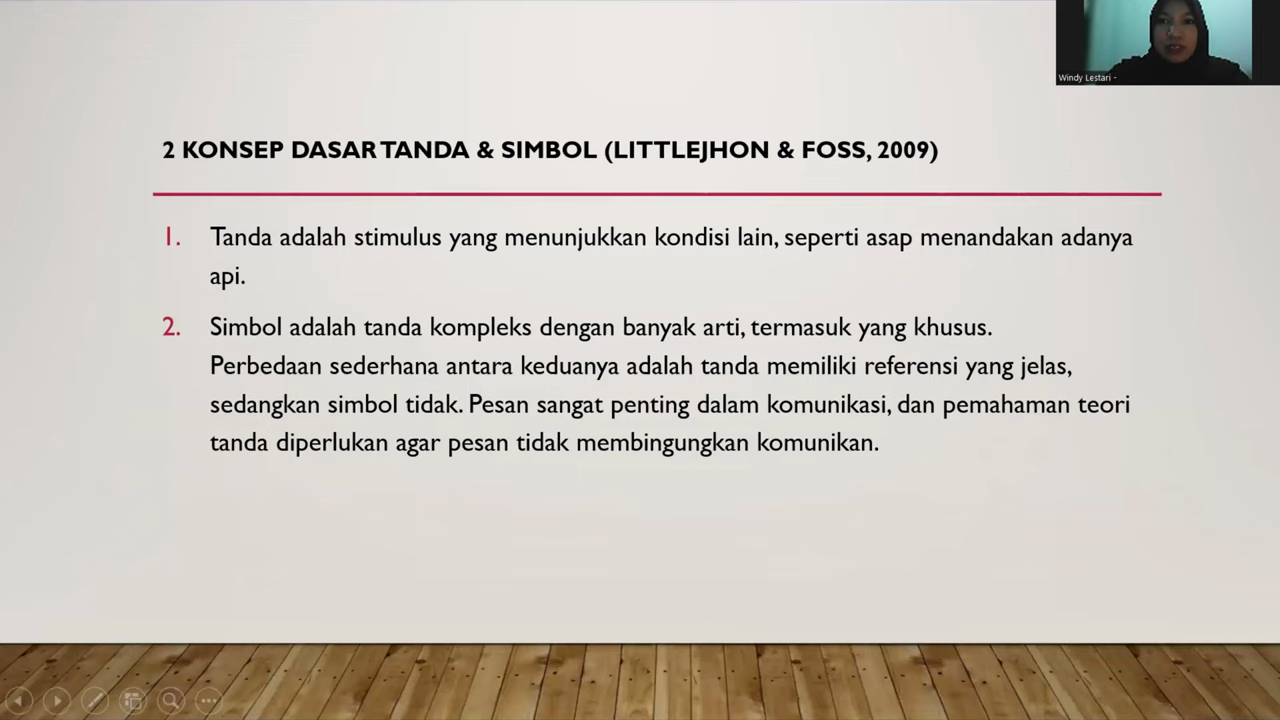 Windy Lestari -
2 KONSEP DASAR TANDA & SIMBOL (LITTLEJHON & FOSS, 2009)
1. Tanda adalah stimulus yang menunjukkan kondisi lain, seperti asap menandakan adanya
api.
2. Simbol adalah tanda kompleks dengan banyak arti, termasuk yang khusus.
Perbedaan sederhana antara keduanya adalah tanda memiliki referensi yang jelas,
sedangkan simbol tidak. Pesan sangat penting dalam komunikasi, dan pemahaman teori
tanda diperlukan agar pesan tidak membingungkan komunikan.